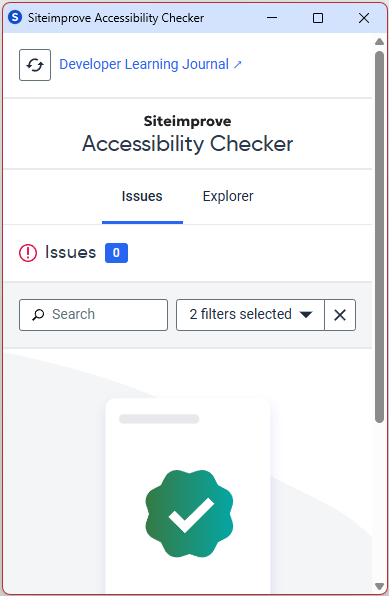 Siteimprove Accessibility Checker
Developer Learning Journal ↗
Siteimprove
Accessibility Checker
Issues Explorer
Issues 0
Search 2 filters selected